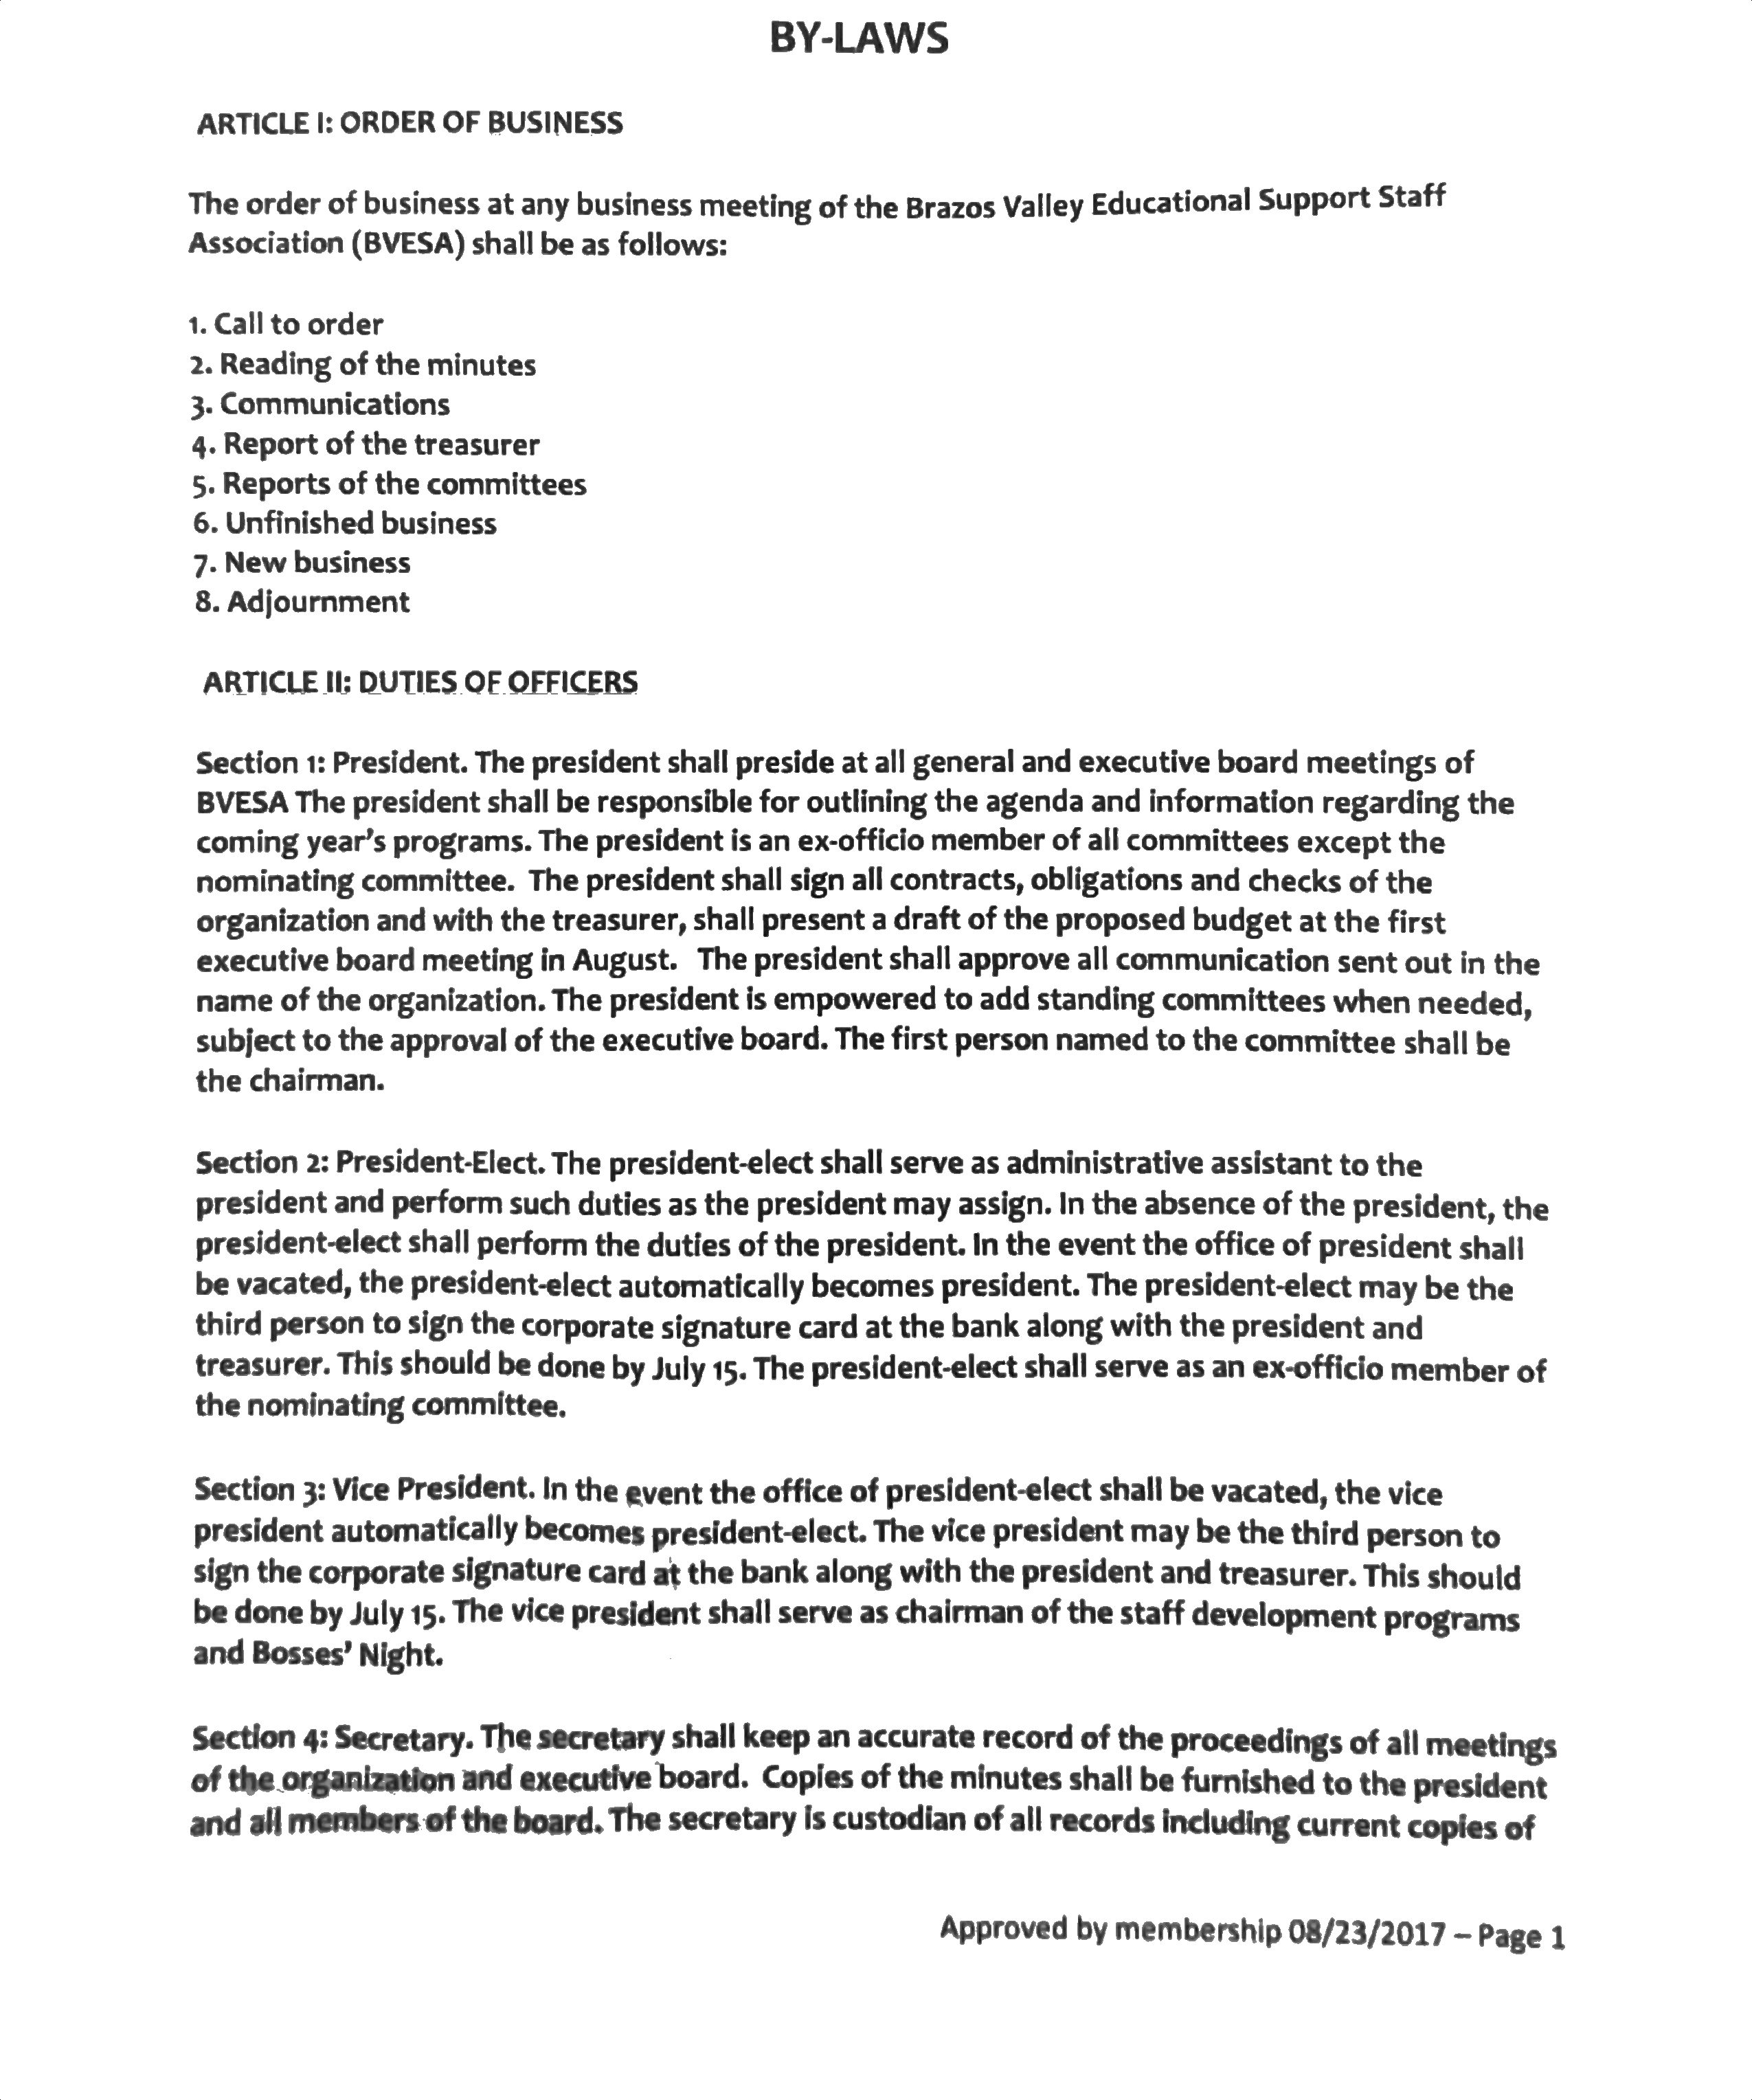 BY-LAWS
ARTICLE I: ORDER OF BUSINESS
The order of business at any business meeting of the Brazos Valley Educational Support Staff
Association (BVESA) shall be as follows:
1. Call to order
2. Reading of the minutes
3. Communications
4. Report of the treasurer
5. Reports of the committees
6. Unfinished business
7. New business
8. Adjournment
ARTICLE II: DUTIES OF OFFICERS
Section 1: President. The president shall preside at all general and executive board meetings of
BVESA The president shall be responsible for outlining the agenda and information regarding the
coming year's programs. The president is an ex-officio member of all committees except the
nominating committee.  The president shall sign all contracts, obligations and checks of the
organization and with the treasurer, shall present a draft of the proposed budget at the first
executive board meeting in August.   The president shall approve all communication sent out in the
name of the organization. The president is empowered to add standing committees when needed,
subject to the approval of the executive board. The first person named to the committee shall be
the chairman.
Section 2: President-Elect. The president-elect shall serve as administrative assistant to the
president and perform such duties as the president may assign. In the absence of the president, the
president-elect shall perform the duties of the president. In the event the office of president shall
be vacated, the president-elect automatically becomes president. The president-elect may be the
third person to sign the corporate signature card at the bank along with the president and
treasurer. This should be done by July 15. The president-elect shall serve as an ex-officio member of
the nominating committee.
Section 3: Vice President. In the event the office of president-elect shall be vacated, the vice
president automatically becomes president-elect. The vice president may be the third person to
sign the corporate signature card at the bank along with the president and treasurer. This should
be done by July 15. The vice president shall serve as chairman of the staff development programs
and Bosses' Night.
Section 4: Secretary. The secretary shall keep an accurate record of the proceedings of all meetings
of the organization and executive board.  Copies of the minutes shall be furnished to the president
and all members of the board. The secretary is custodian of all records including current copies of
Approved by membership 08/23/2017 – Page 1